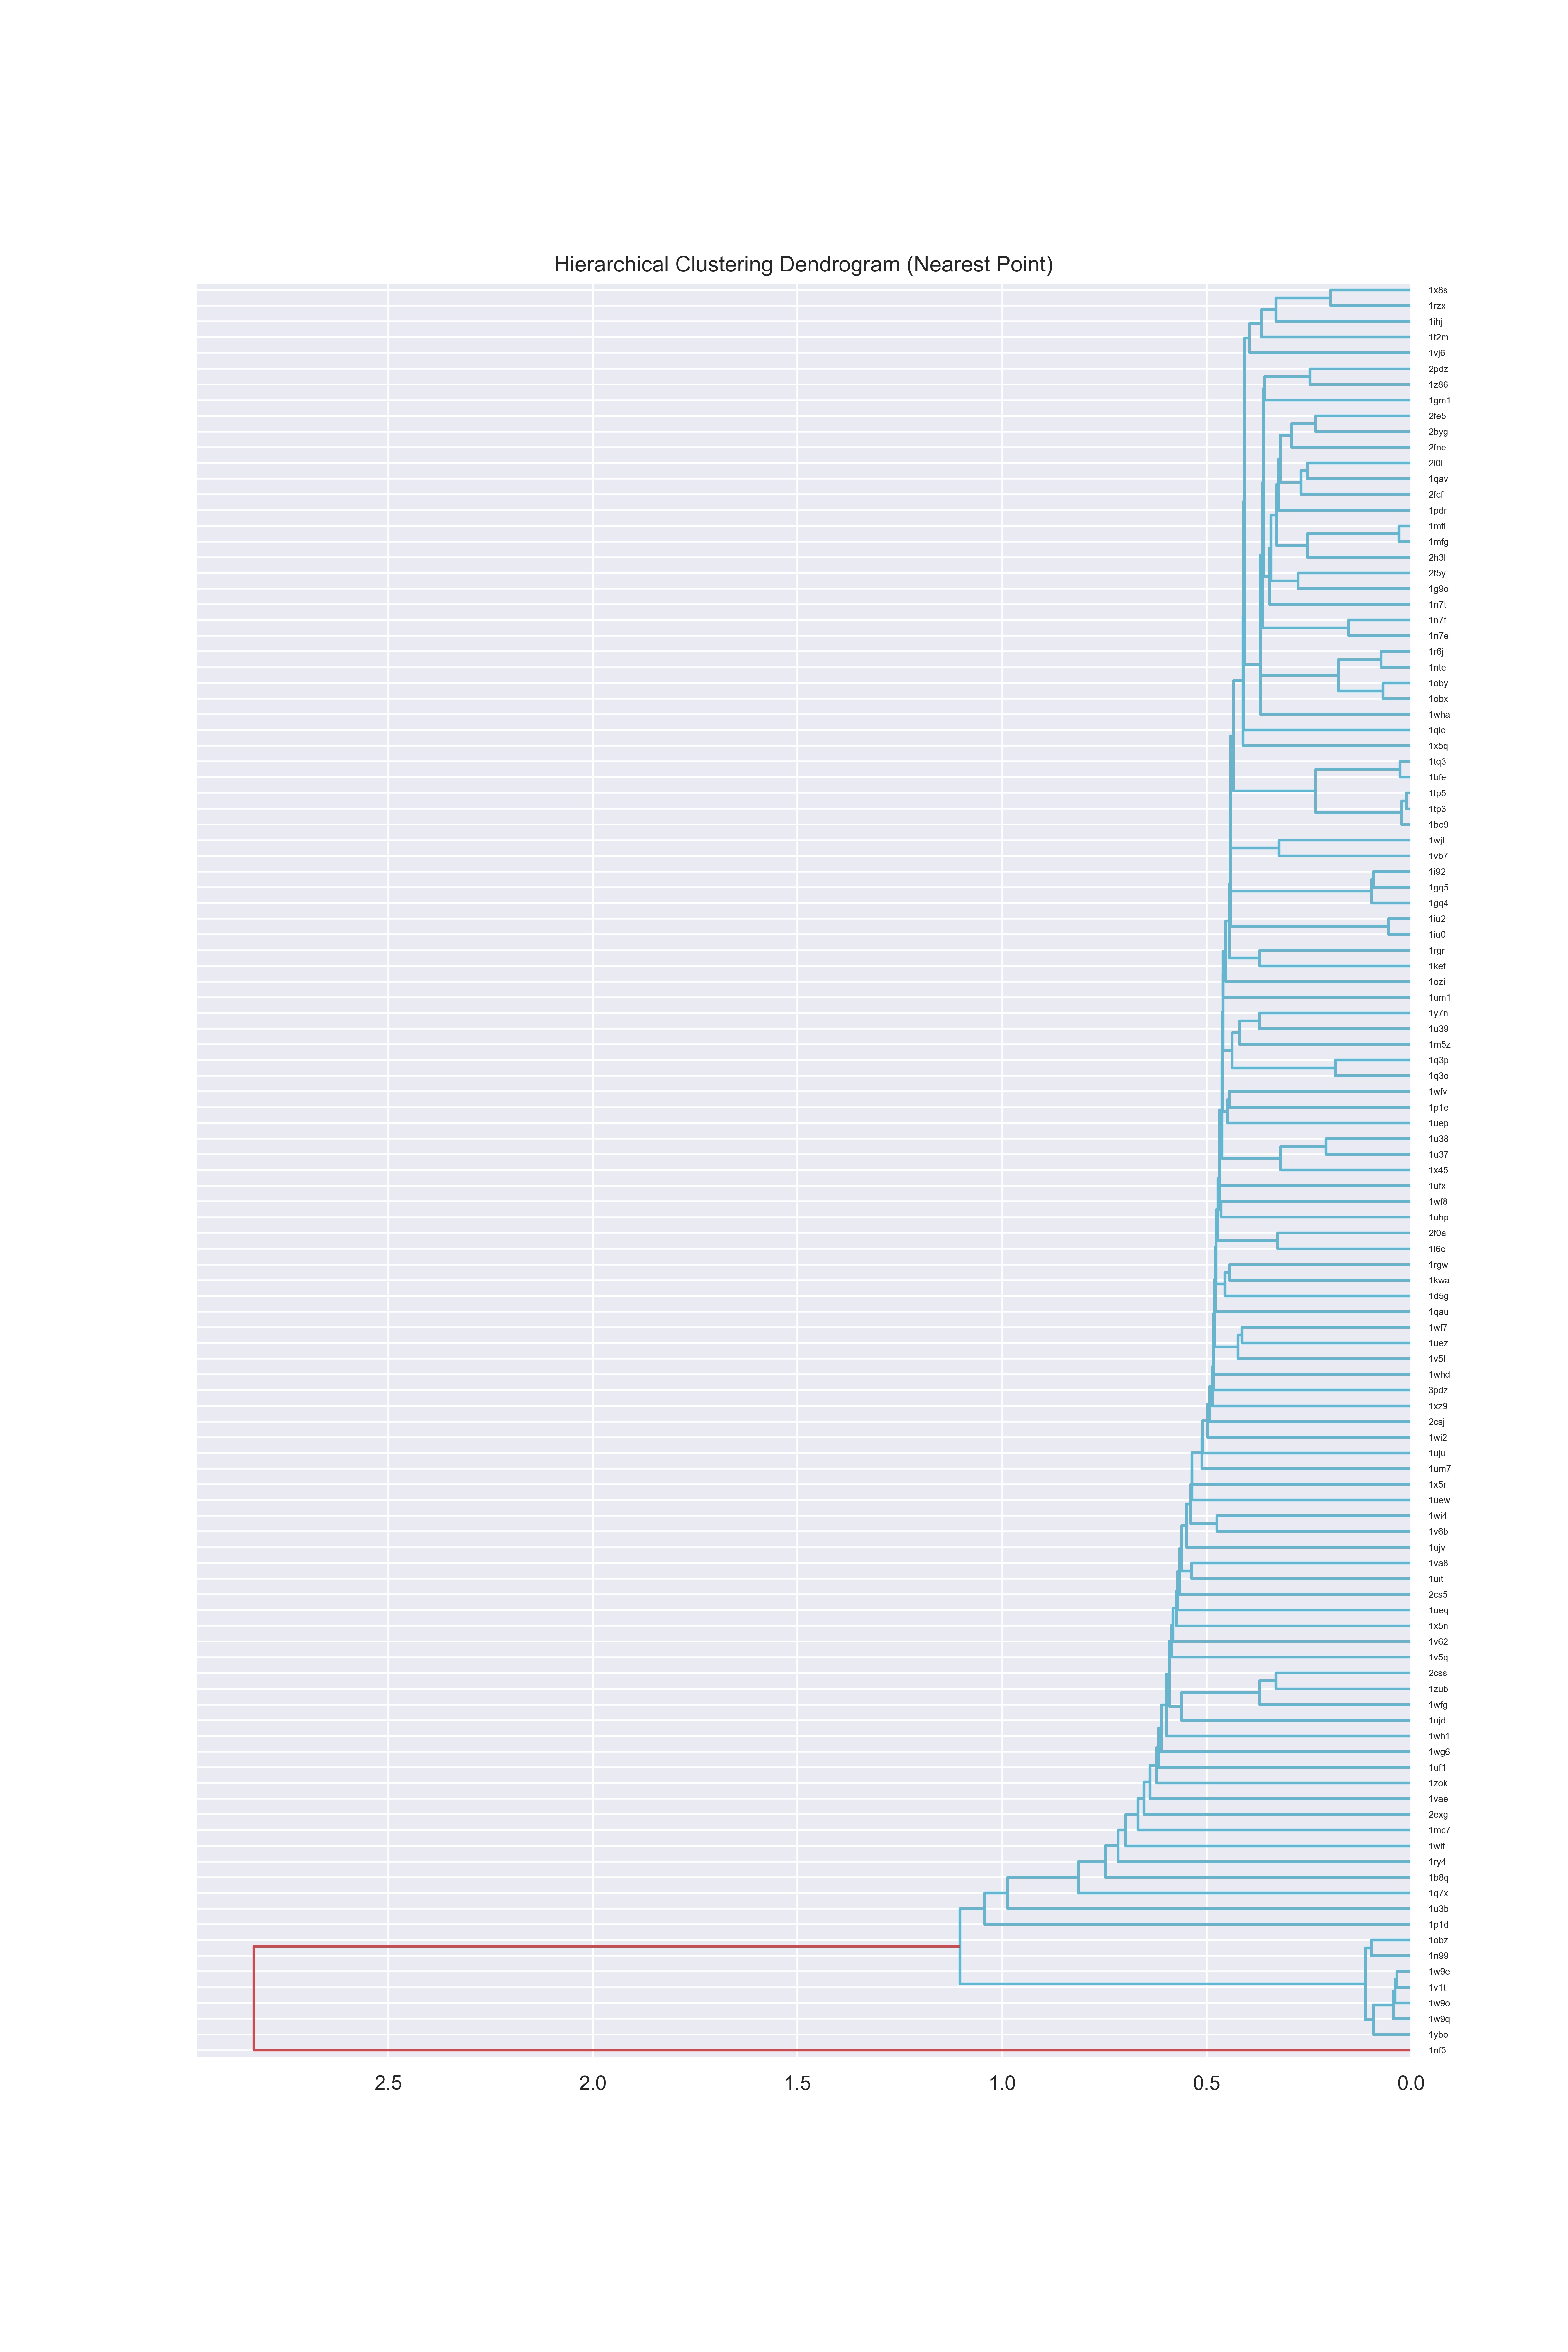 Hierarchical Clustering Dendrogram (Nearest Point)
1x8s
1rzx
1ihj
1t2m
1vj6
2pdz
1z86
1gm1
2fe5
2byg
2fne
2i0i
1qav
2fcf
1pdr
1mfl
1mfg
2h3l
2f5y
1g9o
1n7t
1n7f
1n7e
1r6j
1nte
1oby
1obx
1wha
1qlc
1x5q
1tq3
1bfe
1tp5
1tp3
1be9
1wjl
1vb7
1i92
1gq5
1gq4
1iu2
1iu0
1rgr
1kef
1ozi
1um1
1y7n
1u39
1m5z
1q3p
1q3o
1wfv
1p1e
1uep
1u38
1u37
1x45
1ufx
1wf8
1uhp
2f0a
1l6o
1rgw
1kwa
1d5g
1qau
1wf7
1uez
1v5l
1whd
3pdz
1xz9
2csj
1wi2
1uju
1um7
1x5r
1uew
1wi4
1v6b
1ujv
1va8
1uit
2cs5
1ueq
1x5n
1v62
1v5q
2css
1zub
1wfg
1ujd
1wh1
1wg6
1uf1
1zok
1vae
2exg
1mc7
1wif
1ry4
1b8q
1q7x
1u3b
1p1d
1obz
1n99
1w9e
1v1t
1w9o
1w9q
1ybo
1nf3
2.5 2.0 1.5 1.0 0.5 0.0